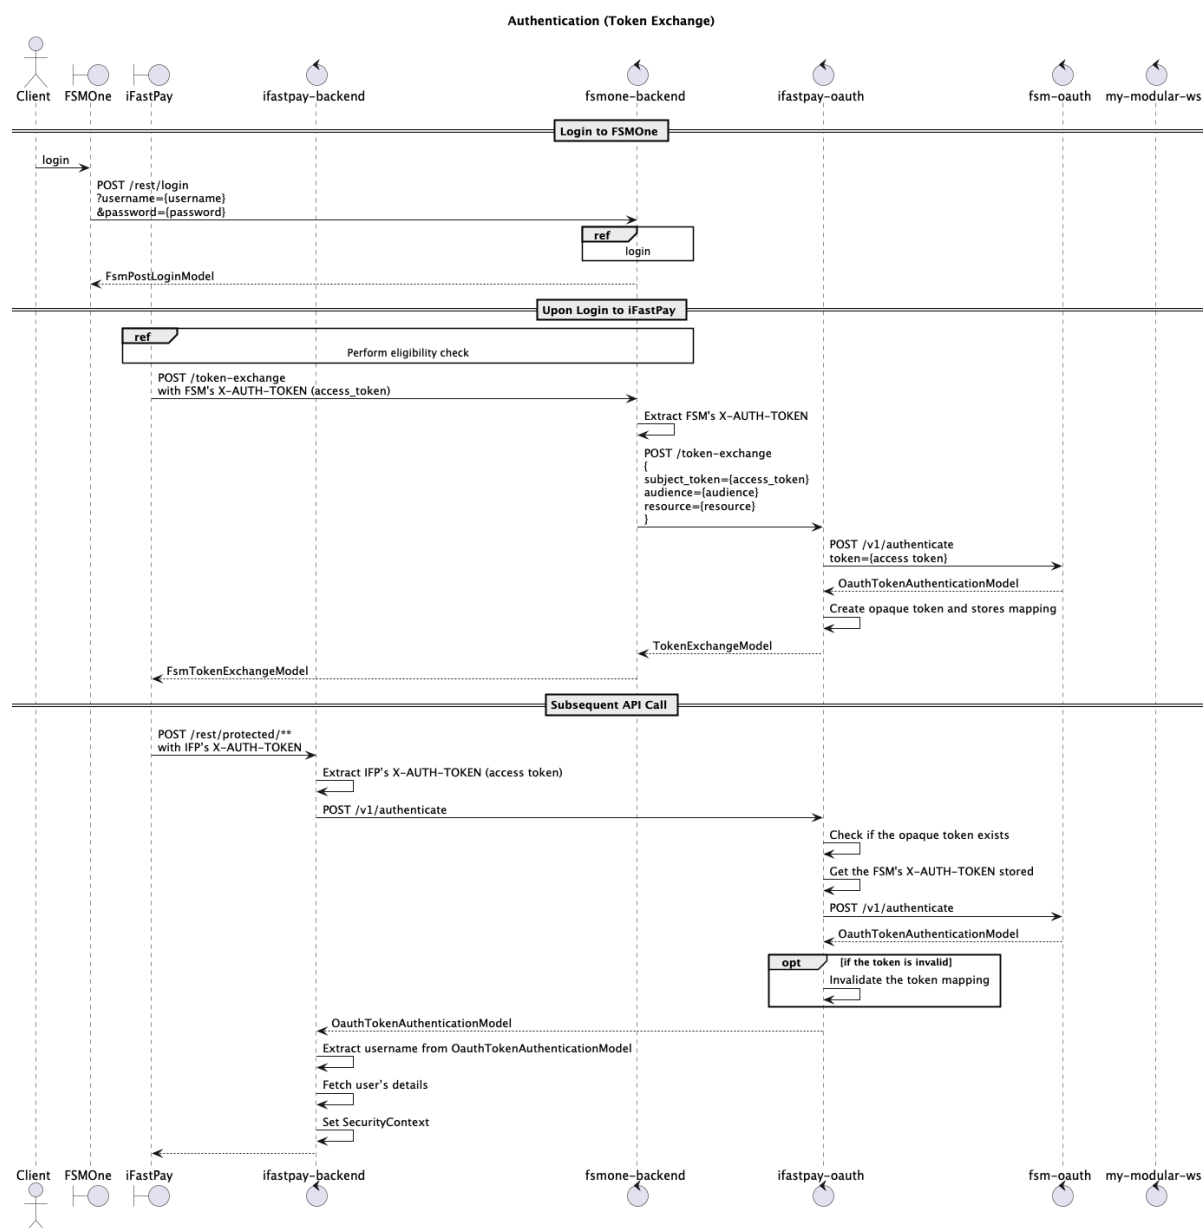 Authentication (Token Exchange)
Client
FSMOne
iFastPay
ifastpay-backend
fsmone-backend
ifastpay-oauth
fsm-oauth
my-modular-ws
Login to FSMOne
login
POST /rest/login
?username={username}
&password={password}
ref
login
FsmPostLoginModel
Upon Login to iFastPay
ref
Perform eligibility check
POST /token-exchange
with FSM's X-AUTH-TOKEN (access_token)
Extract FSM's X-AUTH-TOKEN
POST /token-exchange
{
subject_token={access_token}
audience={audience}
resource={resource}
}
POST /v1/authenticate
token={access token}
OauthTokenAuthenticationModel
Create opaque token and stores mapping
TokenExchangeModel
FsmTokenExchangeModel
Subsequent API Call
POST /rest/protected/**
with IFP's X-AUTH-TOKEN
Extract IFP's X-AUTH-TOKEN (access token)
POST /v1/authenticate
Check if the opaque token exists
Get the FSM's X-AUTH-TOKEN stored
POST /v1/authenticate
OauthTokenAuthenticationModel
opt
[if the token is invalid]
Invalidate the token mapping
OauthTokenAuthenticationModel
Extract username from OauthTokenAuthenticationModel
Fetch user's details
Set SecurityContext
Client
FSMOne
iFastPay
ifastpay-backend
fsmone-backend
ifastpay-oauth
fsm-oauth
my-modular-ws